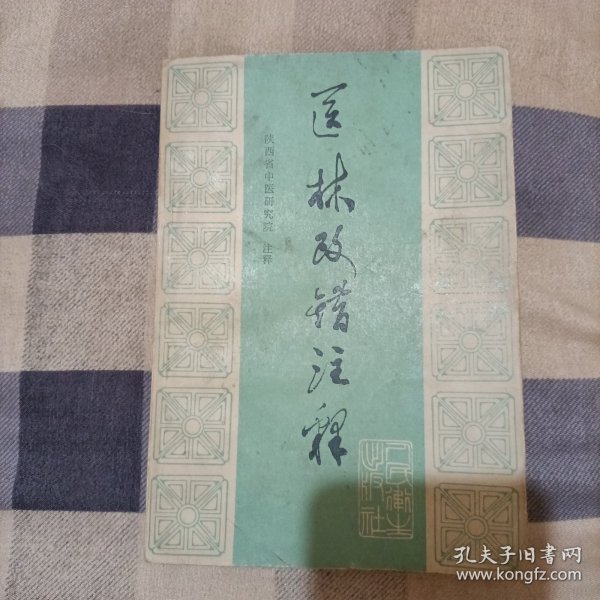 医林改错注释
陕西省中医研究院 注释
人民卫生
出版社
孔夫子旧书网
www.kongfz.com